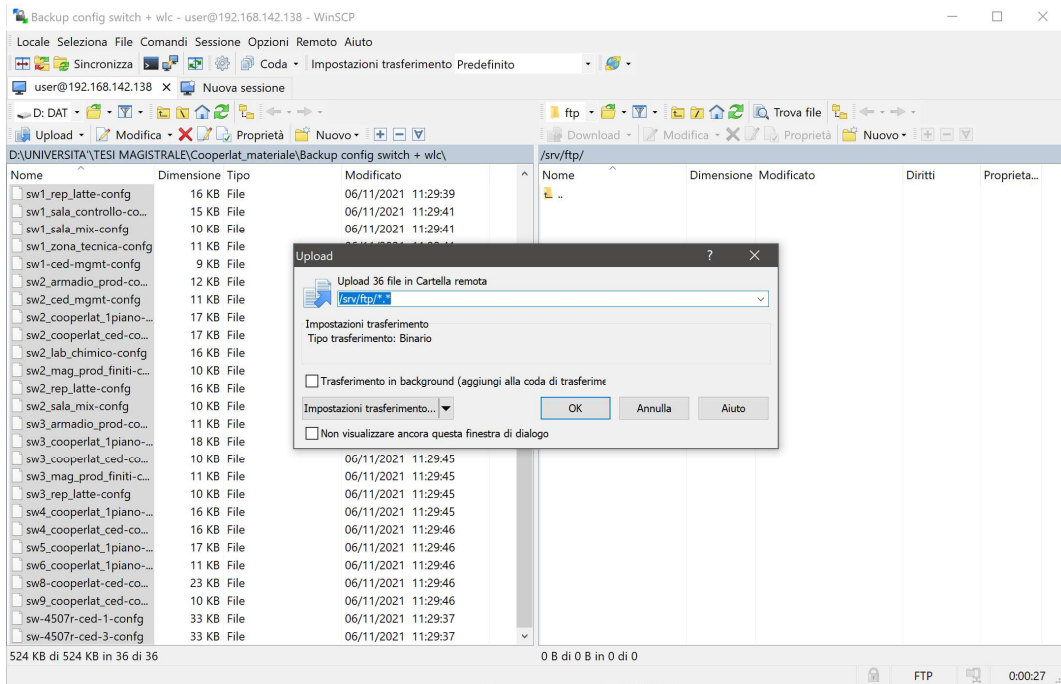 Backup config switch + wlc - user@192.168.142.138 - WinSCP
Locale Seleziona File Comandi Sessione Opzioni Remoto Aiuto
Sincronizza Coda Impostazioni trasferimento Predefinito
user@192.168.142.138 Nuova sessione
D: DAT ftp Trova file
Upload Modifica Proprietà Nuovo Download Modifica Proprietà Nuovo
D:\UNIVERSITA'\TESI MAGISTRALE\Cooperlat_materiale\Backup config switch + wlc\ /srv/ftp/
Nome Dimensione Tipo Modificato Nome Dimensione Modificato Diritti Proprieta...
sw1_rep_latte-confg 16 KB File 06/11/2021 11:29:39 ..
sw1_sala_controllo-co... 15 KB File 06/11/2021 11:29:41
sw1_sala_mix-confg 10 KB File 06/11/2021 11:29:41
sw1_zona_tecnica-confg 11 KB File
sw1-ced-mgmt-confg 9 KB File
sw2_armadio_prod-co... 12 KB File
sw2_ced_mgmt-confg 11 KB File
sw2_cooperlat_1piano-... 17 KB File
sw2_cooperlat_ced-co... 17 KB File
sw2_lab_chimico-confg 16 KB File
sw2_mag_prod_finiti-c... 10 KB File
sw2_rep_latte-confg 16 KB File
sw2_sala_mix-confg 10 KB File
sw3_armadio_prod-co... 11 KB File
sw3_cooperlat_1piano-... 18 KB File
sw3_cooperlat_ced-co... 10 KB File 06/11/2021 11:29:45
sw3_mag_prod_finiti-c... 11 KB File 06/11/2021 11:29:45
sw3_rep_latte-confg 10 KB File 06/11/2021 11:29:45
sw4_cooperlat_1piano-... 16 KB File 06/11/2021 11:29:45
sw4_cooperlat_ced-co... 16 KB File 06/11/2021 11:29:46
sw5_cooperlat_1piano-... 17 KB File 06/11/2021 11:29:46
sw6_cooperlat_1piano-... 11 KB File 06/11/2021 11:29:46
sw8-cooperlat-ced-co... 23 KB File 06/11/2021 11:29:46
sw9_cooperlat_ced-co... 10 KB File 06/11/2021 11:29:46
sw-4507r-ced-1-confg 33 KB File 06/11/2021 11:29:37
sw-4507r-ced-3-confg 33 KB File 06/11/2021 11:29:37
Upload ?
Upload 36 file in Cartella remota
/srv/ftp/*.*
Impostazioni trasferimento
Tipo trasferimento: Binario
Trasferimento in background (aggiungi alla coda di trasferime
Impostazioni trasferimento... OK Annulla Aiuto
Non visualizzare ancora questa finestra di dialogo
524 KB di 524 KB in 36 di 36 0 B di 0 B in 0 di 0
FTP 0:00:27